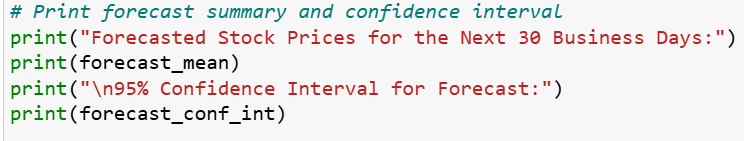 # Print forecast summary and confidence interval
print("Forecasted Stock Prices for the Next 30 Business Days:")
print(forecast_mean)
print("\n95% Confidence Interval for Forecast:")
print(forecast_conf_int)